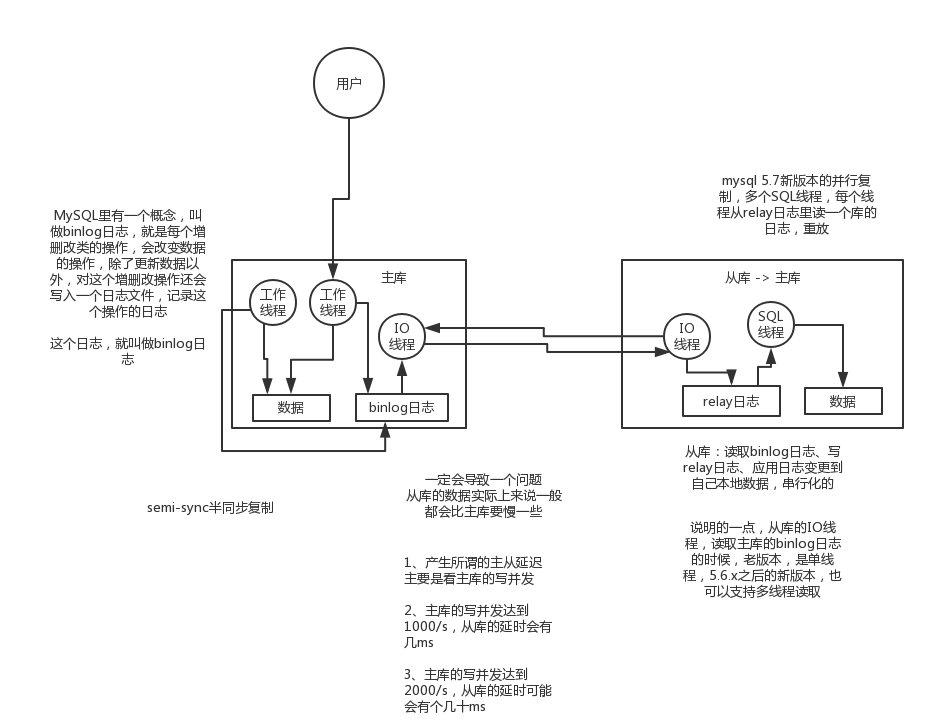 用户
mysql 5.7新版本的并行复
制，多个SQL线程，每个线
程从relay日志里读一个库的
日志，重放
MySQL里有一个概念，叫
做binlog日志，就是每个增
删改类的操作，会改变数据
的操作，除了更新数据以
外，对这个增删改操作还会
写入一个日志文件，记录这
个操作的日志
这个日志，就叫做binlog日
志
主库
工作
线程
工作
线程
IO
线程
数据
binlog日志
从库 -> 主库
IO
线程
SQL
线程
relay日志
数据
从库：读取binlog日志、写
relay日志、应用日志变更到
自己本地数据，串行化的
semi-sync半同步复制
一定会导致一个问题
从库的数据实际上来说一般
都会比主库要慢一些
说明的一点，从库的IO线
程，读取主库的binlog日志
的时候，老版本，是单线
程，5.6.x之后的新版本，也
可以支持多线程读取
1、产生所谓的主从延迟
主要是看主库的写并发
2、主库的写并发达到
1000/s，从库的延时会有
几ms
3、主库的写并发达到
2000/s，从库的延时可能
会有个几十ms